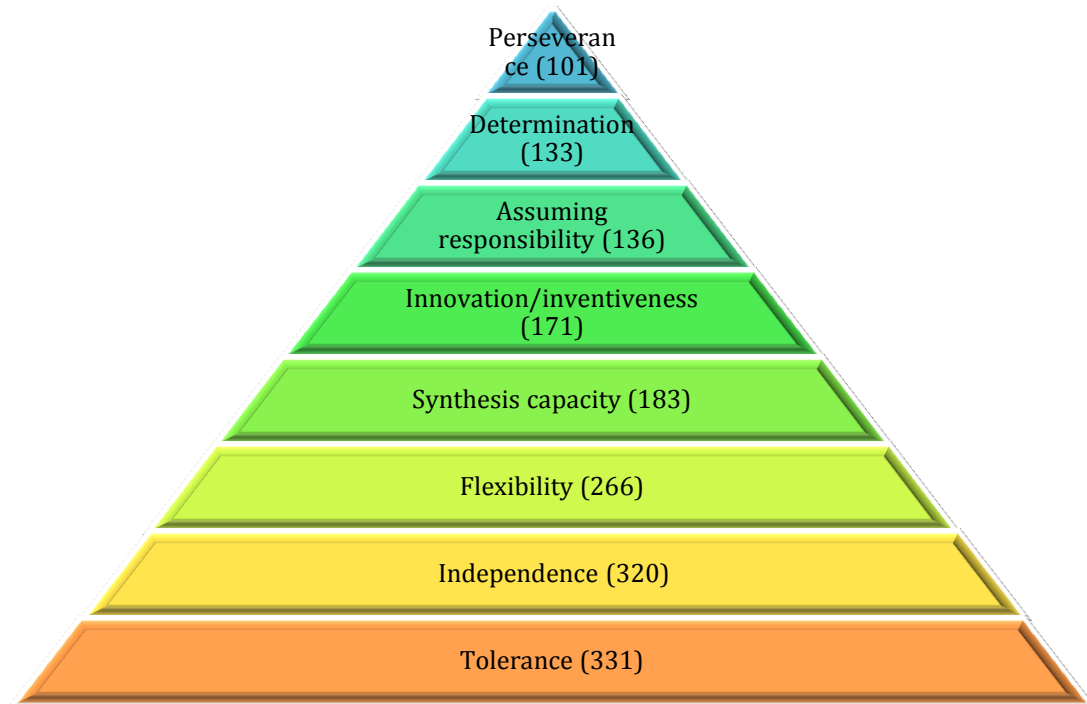 Perseveran
ce (101)
Determination
(133)
Assuming
responsibility (136)
Innovation/inventiveness
(171)
Synthesis capacity (183)
Flexibility (266)
Independence (320)
Tolerance (331)